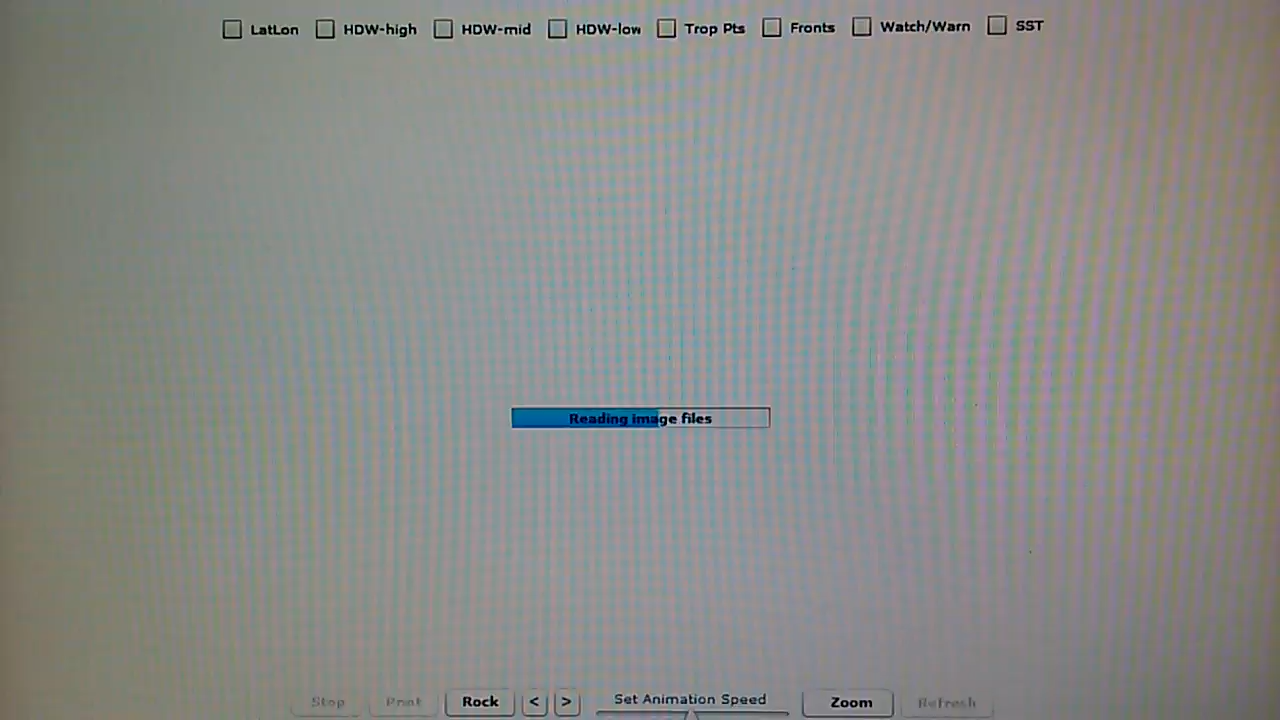 LatLon HDW-high HDW-mid HDW-low Trop Pts Fronts Watch/Warn SST
Reading image files
Stop Print Rock < > Set Animation Speed Zoom Refresh